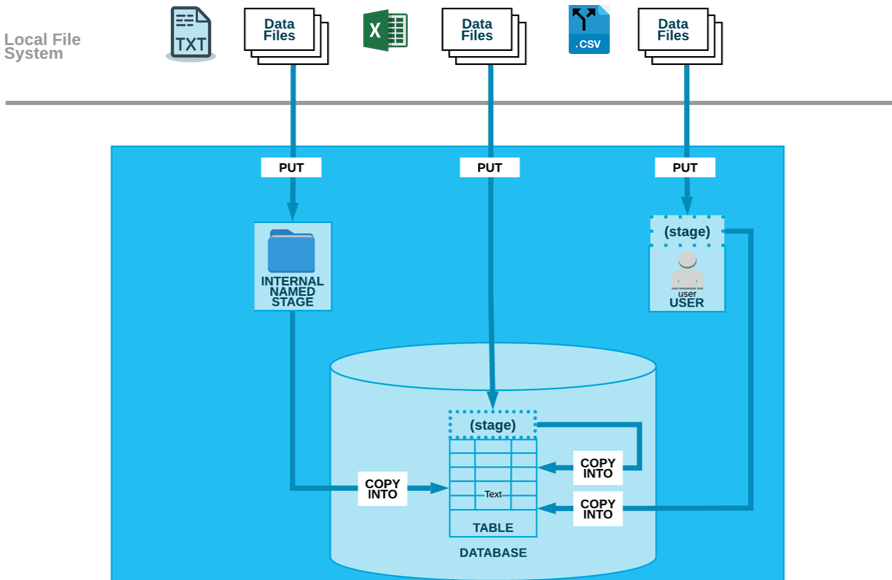 Local File
System
TXT
Data
Files
X
Data
Files
.CSV
Data
Files
PUT
PUT
PUT
INTERNAL
NAMED
STAGE
(stage)
user
USER
(stage)
Text
TABLE
DATABASE
COPY
INTO
COPY
INTO
COPY
INTO